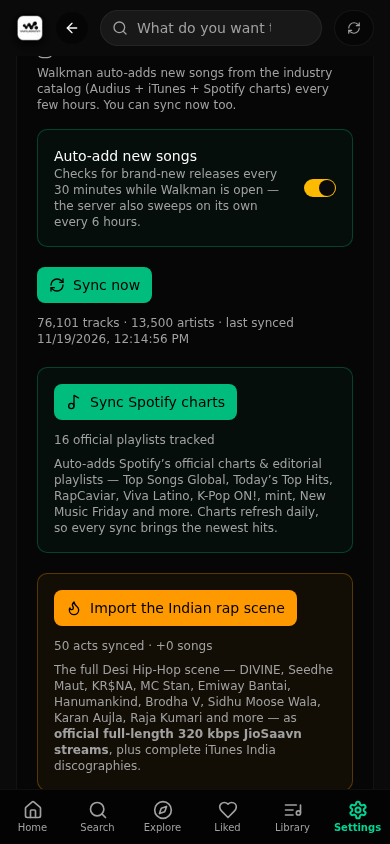 What do you want t
Walkman auto-adds new songs from the industry
catalog (Audius + iTunes + Spotify charts) every
few hours. You can sync now too.
Auto-add new songs
Checks for brand-new releases every
30 minutes while Walkman is open —
the server also sweeps on its own
every 6 hours.
Sync now
76,101 tracks · 13,500 artists · last synced
11/19/2026, 12:14:56 PM
Sync Spotify charts
16 official playlists tracked
Auto-adds Spotify's official charts & editorial
playlists — Top Songs Global, Today's Top Hits,
RapCaviar, Viva Latino, K-Pop ON!, mint, New
Music Friday and more. Charts refresh daily,
so every sync brings the newest hits.
Import the Indian rap scene
50 acts synced · +0 songs
The full Desi Hip-Hop scene — DIVINE, Seedhe
Maut, KR$NA, MC Stan, Emiway Bantai,
Hanumankind, Brodha V, Sidhu Moose Wala,
Karan Aujla, Raja Kumari and more — as
official full-length 320 kbps JioSaavn
streams, plus complete iTunes India
discographies.
Home Search Explore Liked Library Settings